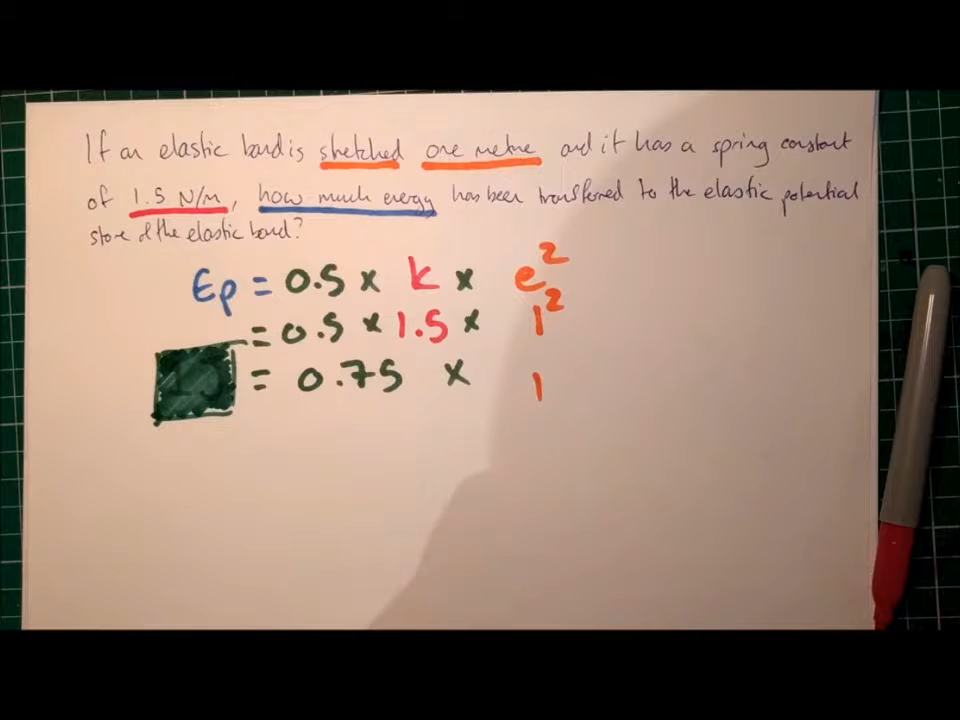 If an elastic band is stretched one metre and it has a spring constant
of 1.5 N/m, how much energy has been transferred to the elastic potential
store of the elastic band?
Ep = 0.5 x k x e²
= 0.5 x 1.5 x 1²
= 0.75 x 1